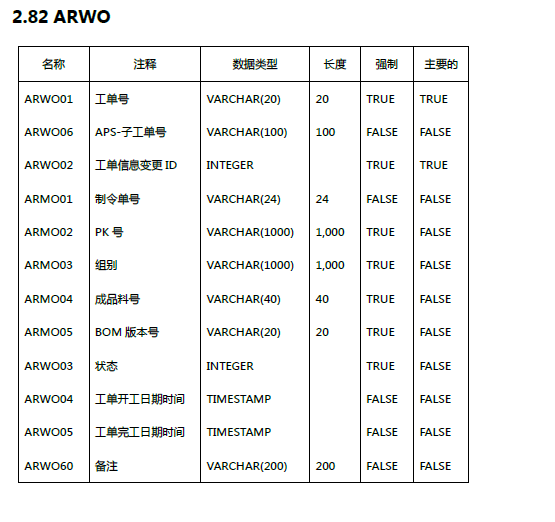 2.82 ARWO
名称 注释 数据类型 长度 强制 主要的
ARWO01 工单号 VARCHAR(20) 20 TRUE TRUE
ARWO06 APS-子工单号 VARCHAR(100) 100 FALSE FALSE
ARWO02 工单信息变更 ID INTEGER TRUE TRUE
ARMO01 制令单号 VARCHAR(24) 24 FALSE FALSE
ARMO02 PK 号 VARCHAR(1000) 1,000 TRUE FALSE
ARMO03 组别 VARCHAR(1000) 1,000 TRUE FALSE
ARMO04 成品料号 VARCHAR(40) 40 TRUE FALSE
ARMO05 BOM 版本号 VARCHAR(20) 20 TRUE FALSE
ARWO03 状态 INTEGER TRUE FALSE
ARWO04 工单开工日期时间 TIMESTAMP FALSE FALSE
ARWO05 工单完工日期时间 TIMESTAMP FALSE FALSE
ARWO60 备注 VARCHAR(200) 200 FALSE FALSE